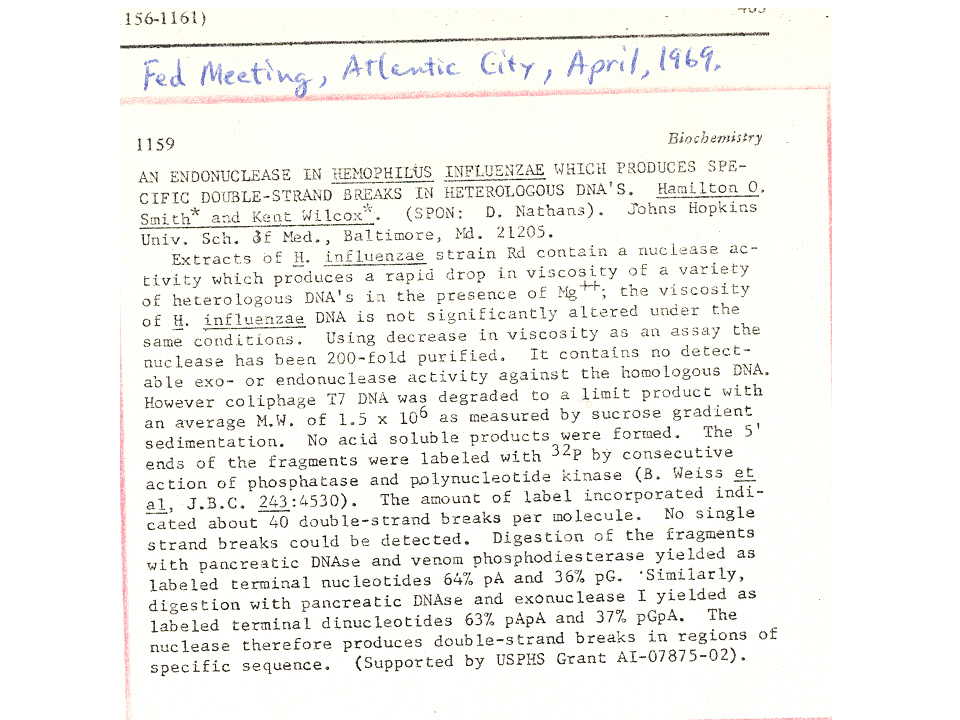 156-1161)
Fed Meeting, Atlantic City, April, 1969.
1159 Biochemistry
AN ENDONUCLEASE IN HEMOPHILUS INFLUENZAE WHICH PRODUCES SPE-
CIFIC DOUBLE-STRAND BREAKS IN HETEROLOGOUS DNA'S. Hamilton O.
Smith* and Kent Wilcox*. (SPON: D. Nathans). Johns Hopkins
Univ. Sch. of Med., Baltimore, Md. 21205.
Extracts of H. influenzae strain Rd contain a nuclease ac-
tivity which produces a rapid drop in viscosity of a variety
of heterologous DNA's in the presence of Mg++; the viscosity
of H. influenzae DNA is not significantly altered under the
same conditions. Using decrease in viscosity as an assay the
nuclease has been 200-fold purified. It contains no detect-
able exo- or endonuclease activity against the homologous DNA.
However coliphage T7 DNA was degraded to a limit product with
an average M.W. of 1.5 x 10⁶ as measured by sucrose gradient
sedimentation. No acid soluble products were formed. The 5'
ends of the fragments were labeled with ³²P by consecutive
action of phosphatase and polynucleotide kinase (B. Weiss et
al, J.B.C. 243:4530). The amount of label incorporated indi-
cated about 40 double-strand breaks per molecule. No single
strand breaks could be detected. Digestion of the fragments
with pancreatic DNAse and venom phosphodiesterase yielded as
labeled terminal nucleotides 64% pA and 36% pG. Similarly,
digestion with pancreatic DNAse and exonuclease I yielded as
labeled terminal dinucleotides 63% pApA and 37% pGpA. The
nuclease therefore produces double-strand breaks in regions of
specific sequence. (Supported by USPHS Grant AI-07875-02).